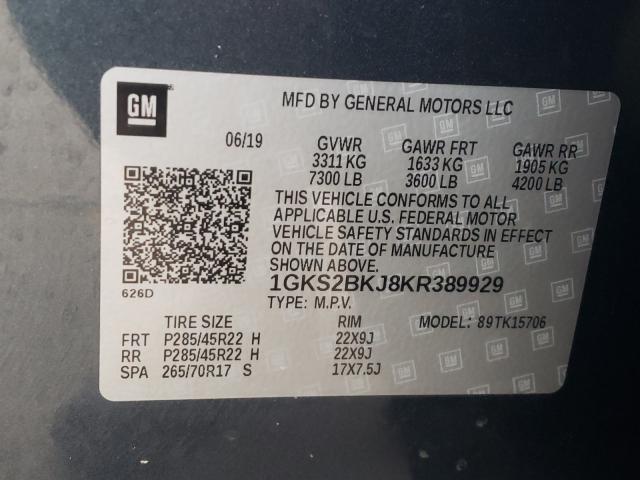 GM
MFD BY GENERAL MOTORS LLC
06/19 GVWR GAWR FRT GAWR RR
3311 KG 1633 KG 1905 KG
7300 LB 3600 LB 4200 LB
THIS VEHICLE CONFORMS TO ALL
APPLICABLE U.S. FEDERAL MOTOR
VEHICLE SAFETY STANDARDS IN EFFECT
ON THE DATE OF MANUFACTURE
SHOWN ABOVE.
626D 1GKS2BKJ8KR389929
TYPE: M.P.V.
TIRE SIZE RIM MODEL: 89TK15706
FRT P285/45R22 H 22X9J
RR P285/45R22 H 22X9J
SPA 265/70R17 S 17X7.5J